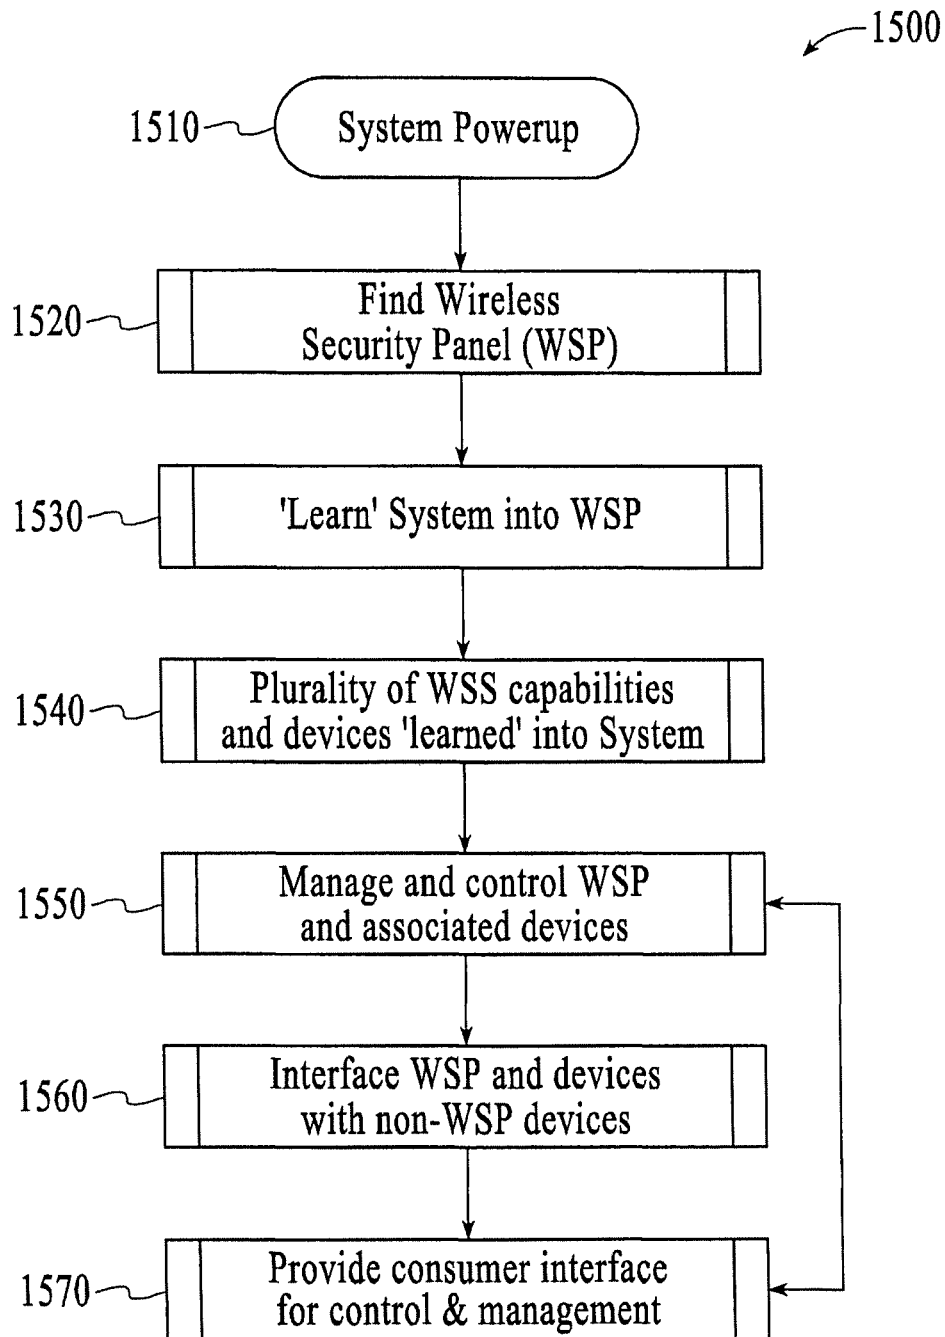 1500
1510
System Powerup
1520
Find Wireless
Security Panel (WSP)
1530
'Learn' System into WSP
1540
Plurality of WSS capabilities
and devices 'learned' into System
1550
Manage and control WSP
and associated devices
1560
Interface WSP and devices
with non-WSP devices
1570
Provide consumer interface
for control & management